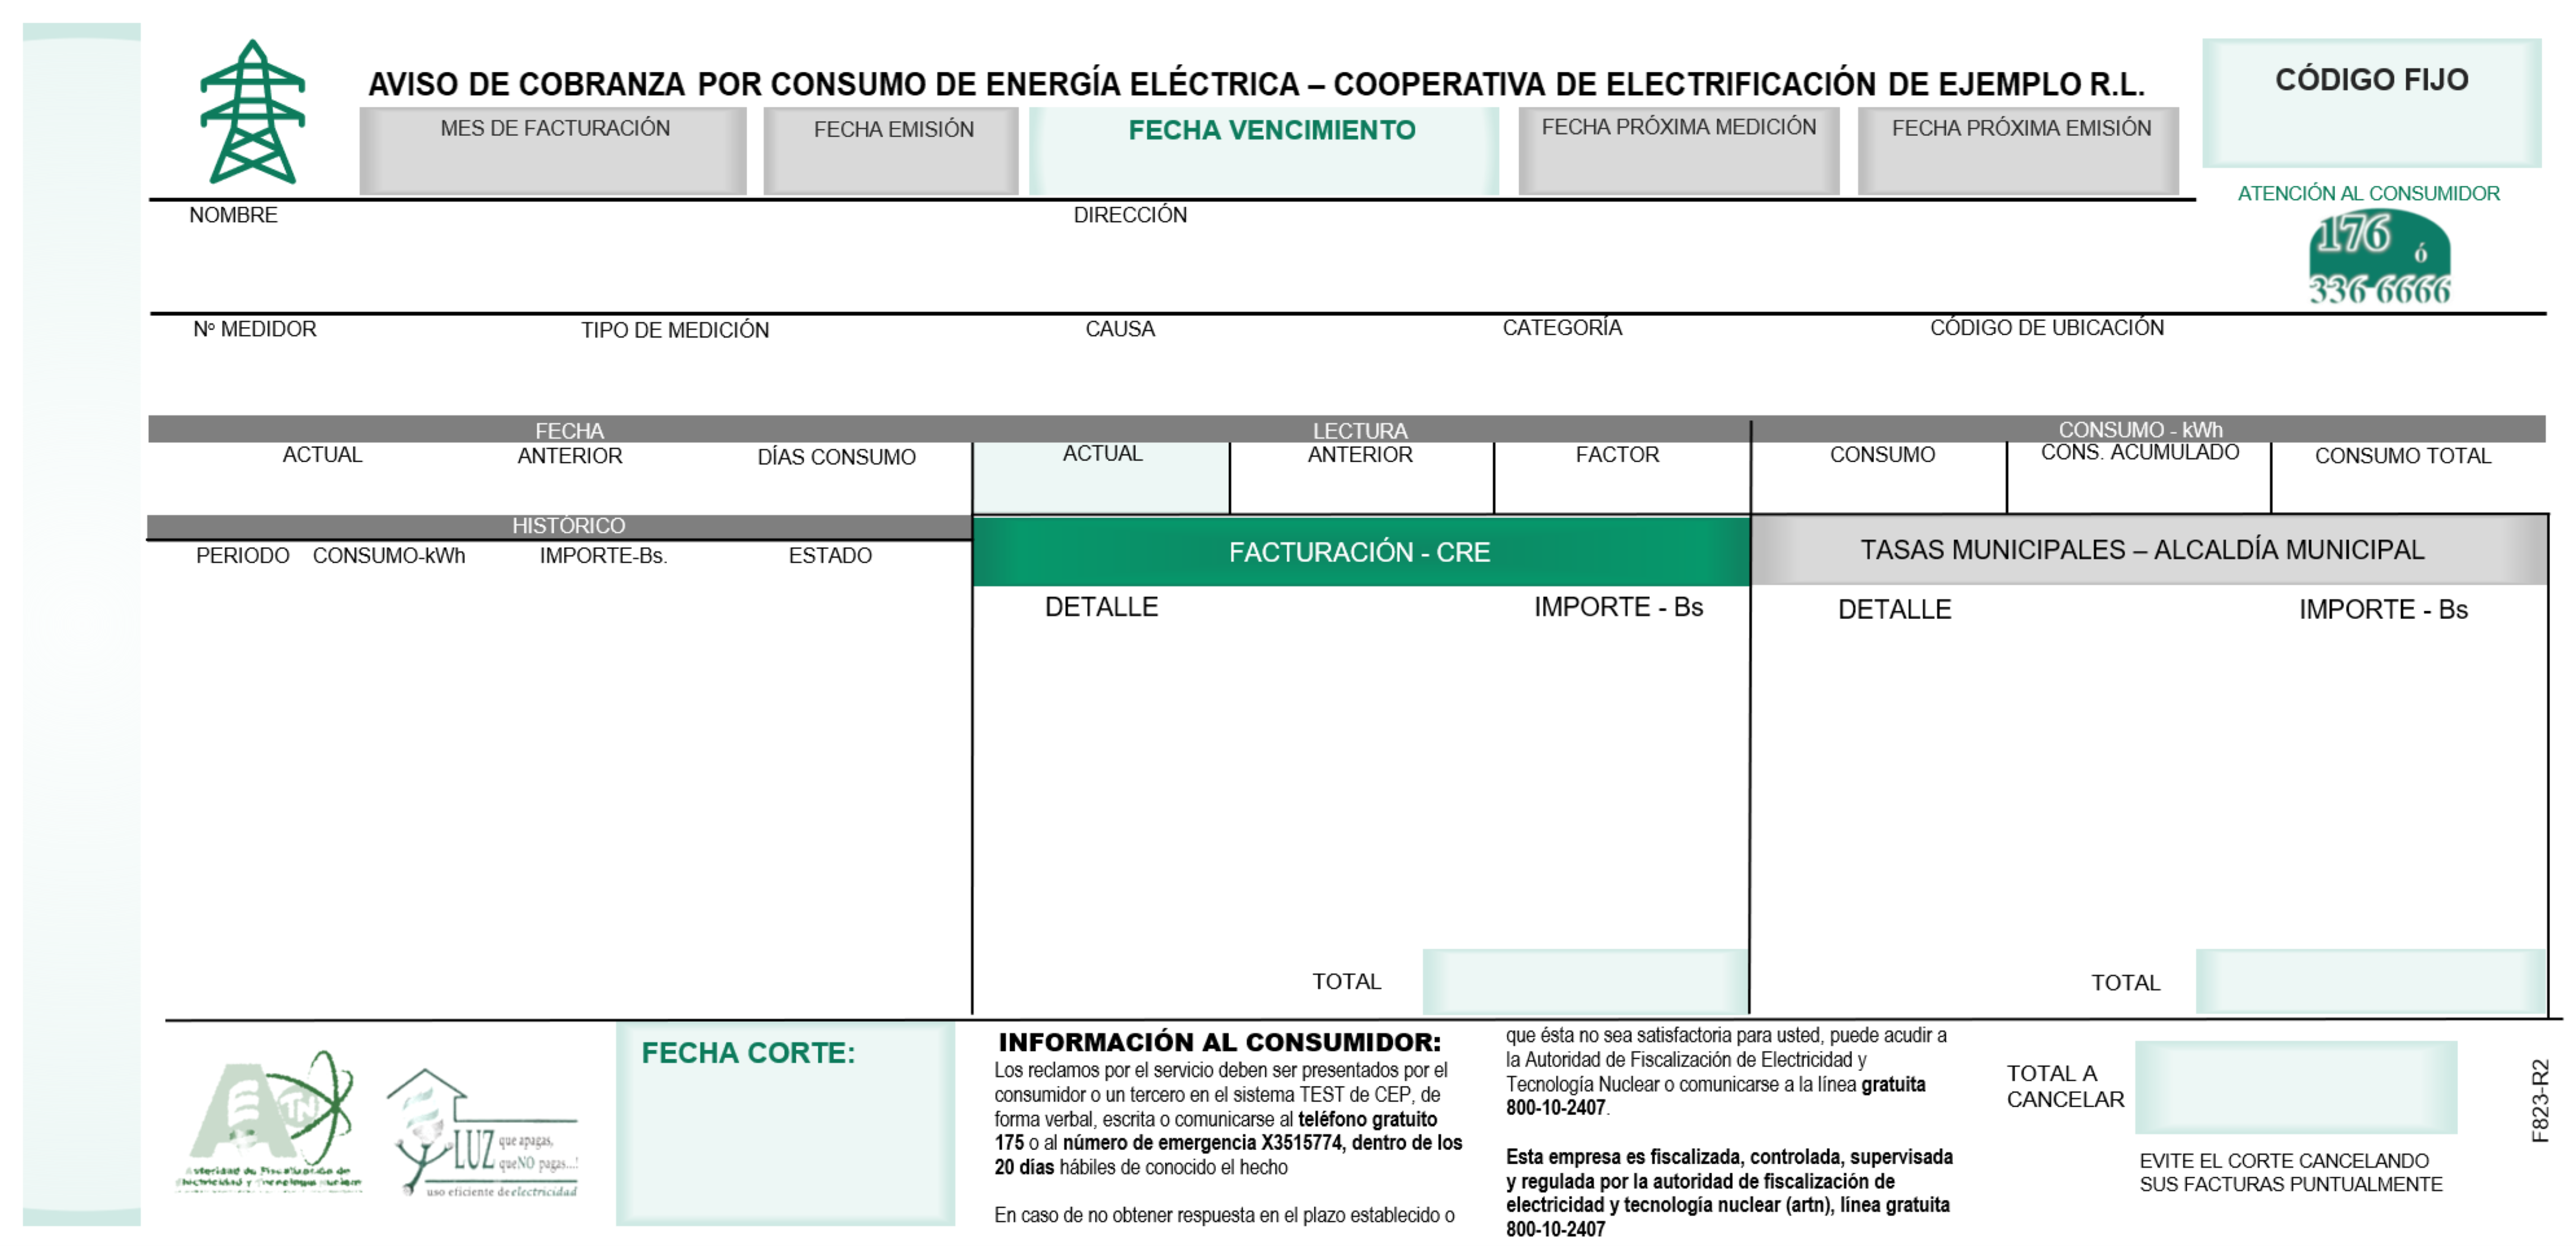 AVISO DE COBRANZA POR CONSUMO DE ENERGÍA ELÉCTRICA – COOPERATIVA DE ELECTRIFICACIÓN DE EJEMPLO R.L.
CÓDIGO FIJO
MES DE FACTURACIÓN
FECHA EMISIÓN
FECHA VENCIMIENTO
FECHA PRÓXIMA MEDICIÓN
FECHA PRÓXIMA EMISIÓN
ATENCIÓN AL CONSUMIDOR
176 ó
336-6666
NOMBRE
DIRECCIÓN
Nº MEDIDOR
TIPO DE MEDICIÓN
CAUSA
CATEGORÍA
CÓDIGO DE UBICACIÓN
FECHA
LECTURA
CONSUMO - kWh
ACTUAL
ANTERIOR
DÍAS CONSUMO
ACTUAL
ANTERIOR
FACTOR
CONSUMO
CONS. ACUMULADO
CONSUMO TOTAL
HISTÓRICO
PERIODO
CONSUMO-kWh
IMPORTE-Bs.
ESTADO
FACTURACIÓN - CRE
DETALLE
IMPORTE - Bs
TOTAL
TASAS MUNICIPALES – ALCALDÍA MUNICIPAL
DETALLE
IMPORTE - Bs
TOTAL
AETN
Autoridad de Fiscalización de
Electricidad y Tecnología Nuclear
LUZ que apagas,
queNO pagas...!
uso eficiente de electricidad
FECHA CORTE:
INFORMACIÓN AL CONSUMIDOR:
Los reclamos por el servicio deben ser presentados por el
consumidor o un tercero en el sistema TEST de CEP, de
forma verbal, escrita o comunicarse al teléfono gratuito
175 o al número de emergencia X3515774, dentro de los
20 días hábiles de conocido el hecho
En caso de no obtener respuesta en el plazo establecido o
que ésta no sea satisfactoria para usted, puede acudir a
la Autoridad de Fiscalización de Electricidad y
Tecnología Nuclear o comunicarse a la línea gratuita
800-10-2407.
Esta empresa es fiscalizada, controlada, supervisada
y regulada por la autoridad de fiscalización de
electricidad y tecnología nuclear (artn), línea gratuita
800-10-2407
TOTAL A
CANCELAR
EVITE EL CORTE CANCELANDO
SUS FACTURAS PUNTUALMENTE
F823-R2